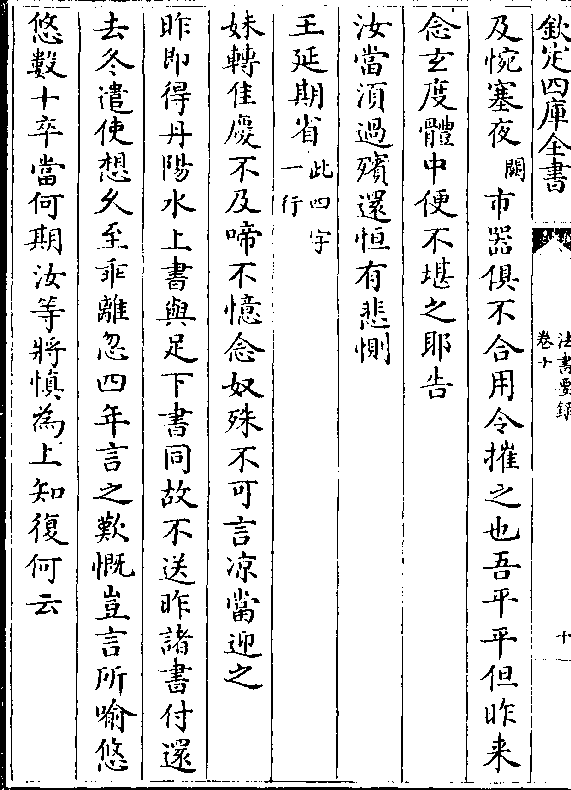 欽定四庫全書
法書要錄
卷十
十
及惋塞夜闕市器俱不合用令摧之也吾平平但昨来
念玄度體中便不堪之耶告
汝當須過殯還恒有悲惻
王延期省此四字一行
妹轉佳慶不及啼不憶念奴殊不可言凉當迎之
昨即得丹陽水上書與足下書同故不送昨諸書付還
去冬遣使想久至乖離忽四年言之歎慨豈言所喻悠
悠數十卒當何期汝等將慎為上知復何云